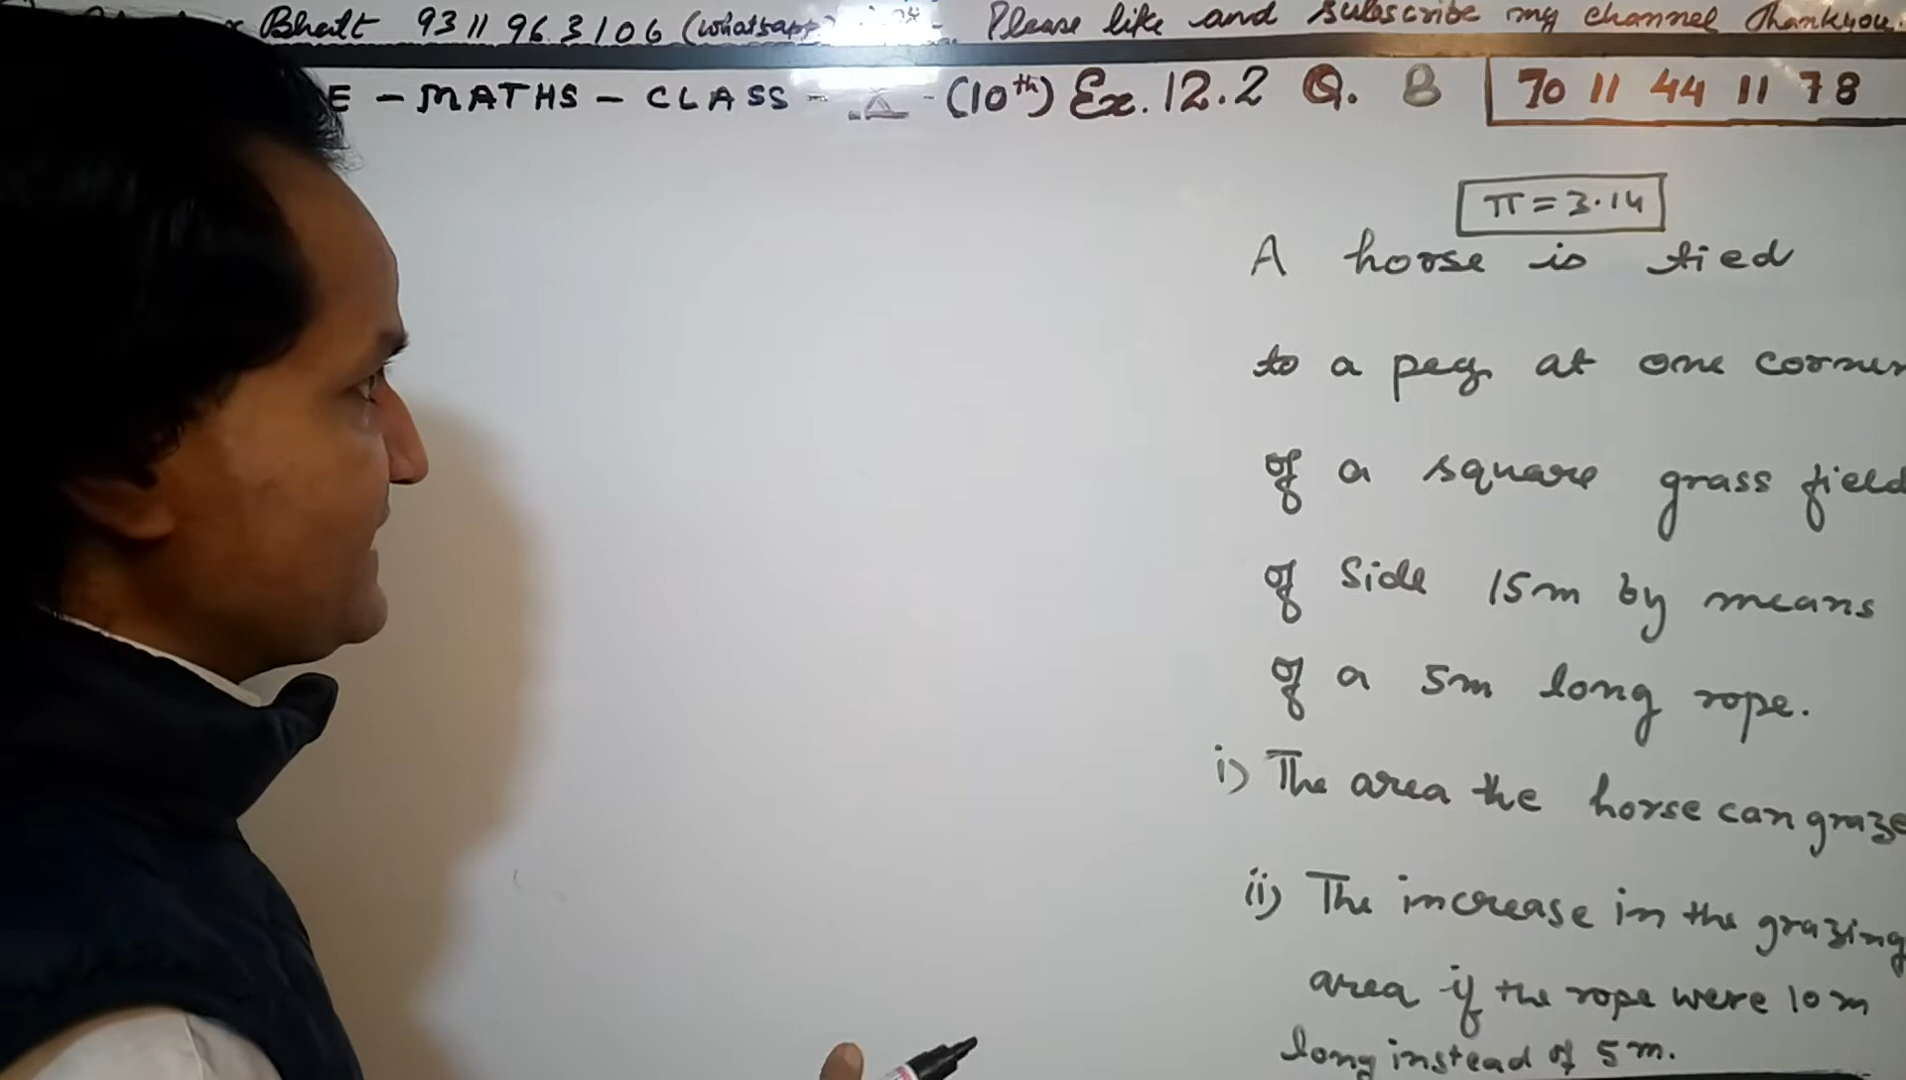 Bhatt 9311 96 3106 (whatsapp) Please like and subscribe my channel Thankyou.
E - MATHS - CLASS - X - (10th) Ex. 12.2 Q. 8 70 11 44 11 78
π = 3.14
A horse is tied
to a peg at one corner
of a square grass field
of Side 15m by means
of a 5m long rope.
i) The area the horse can graze
ii) The increase in the grazing
area if the rope were 10 m
long instead of 5 m.